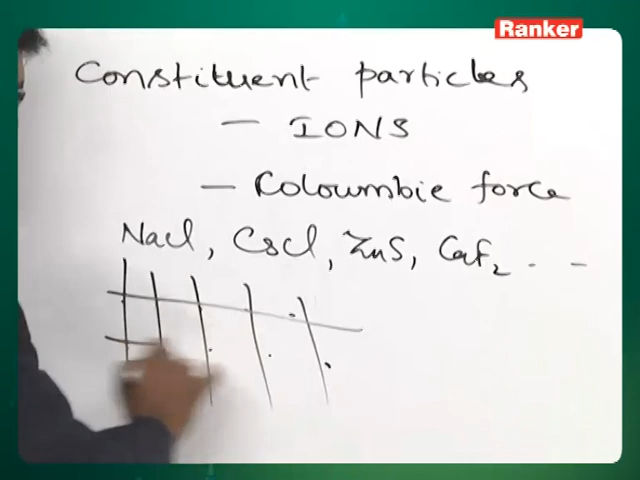 Ranker
Constituent particles
- IONS
- Coloumbic force
NaCl, CsCl, ZnS, CaF₂ . . -